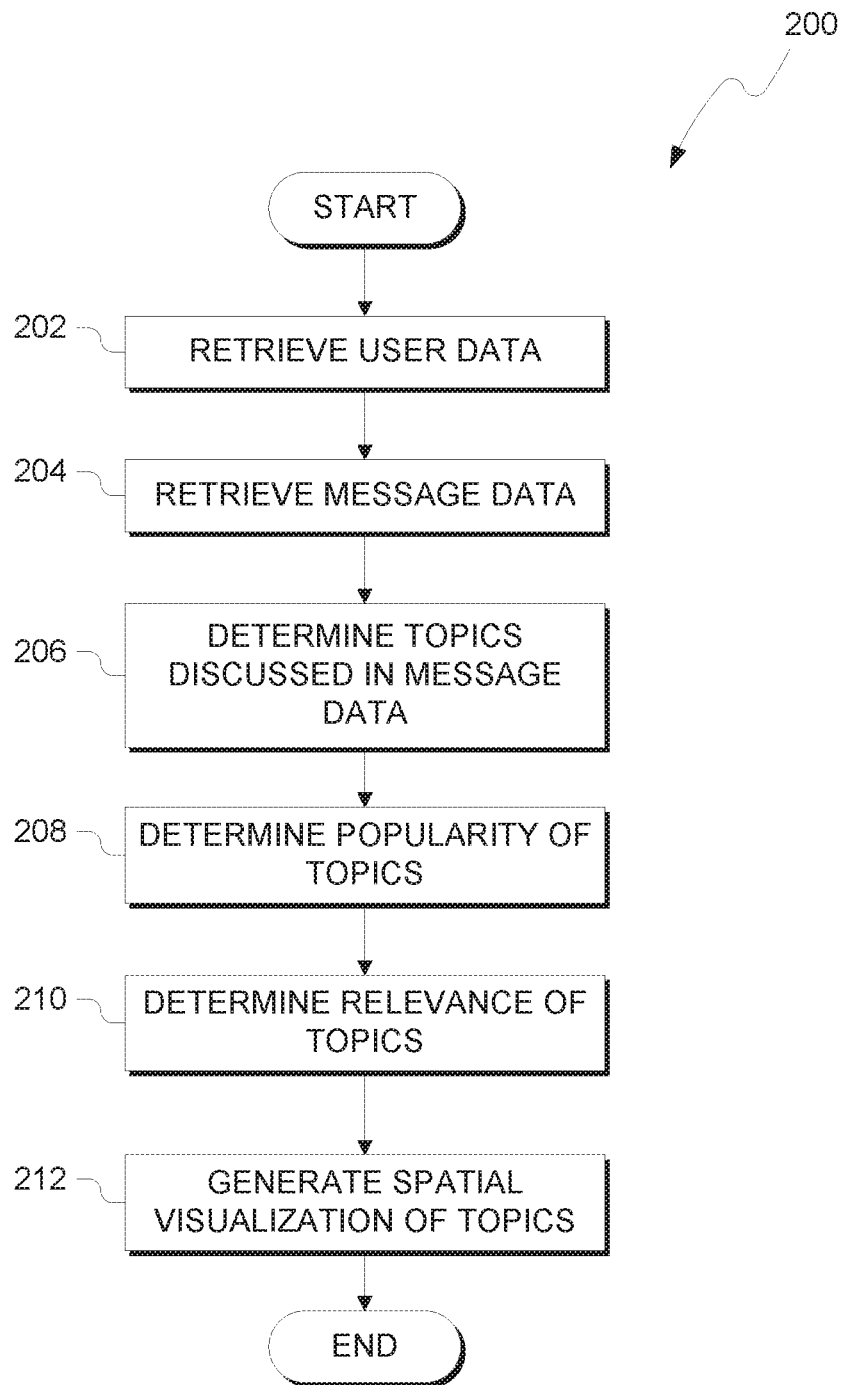 200
START
202
RETRIEVE USER DATA
204
RETRIEVE MESSAGE DATA
206
DETERMINE TOPICS
DISCUSSED IN MESSAGE
DATA
208
DETERMINE POPULARITY OF
TOPICS
210
DETERMINE RELEVANCE OF
TOPICS
212
GENERATE SPATIAL
VISUALIZATION OF TOPICS
END